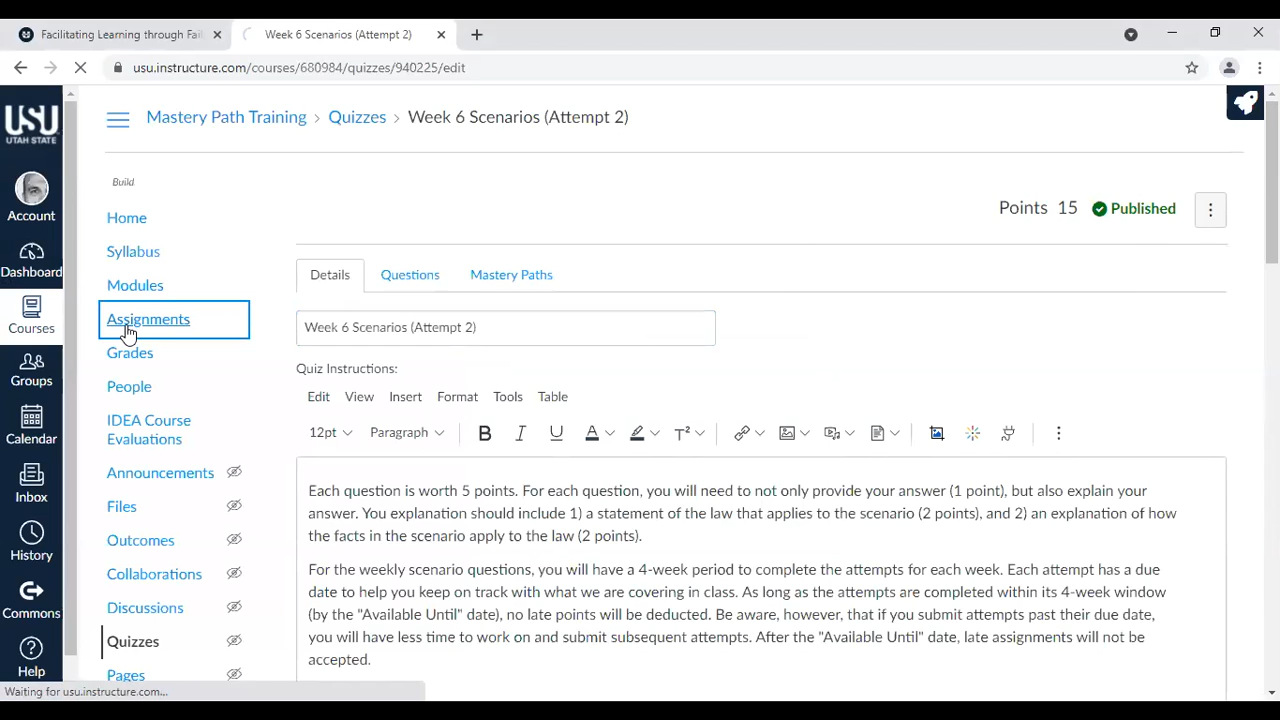 Facilitating Learning through Fai
Week 6 Scenarios (Attempt 2)
usu.instructure.com/courses/680984/quizzes/940225/edit
USU
UTAH STATE
Account
Dashboard
Courses
Groups
Calendar
Inbox
History
Commons
Help
Mastery Path Training › Quizzes › Week 6 Scenarios (Attempt 2)
Build
Home
Syllabus
Modules
Assignments
Grades
People
IDEA Course
Evaluations
Announcements
Files
Outcomes
Collaborations
Discussions
Quizzes
Pages
Points 15 Published
Details Questions Mastery Paths
Week 6 Scenarios (Attempt 2)
Quiz Instructions:
Edit View Insert Format Tools Table
12pt Paragraph B I U A T²
Each question is worth 5 points. For each question, you will need to not only provide your answer (1 point), but also explain your
answer. You explanation should include 1) a statement of the law that applies to the scenario (2 points), and 2) an explanation of how
the facts in the scenario apply to the law (2 points).
For the weekly scenario questions, you will have a 4-week period to complete the attempts for each week. Each attempt has a due
date to help you keep on track with what we are covering in class. As long as the attempts are completed within its 4-week window
(by the "Available Until" date), no late points will be deducted. Be aware, however, that if you submit attempts past their due date,
you will have less time to work on and submit subsequent attempts. After the "Available Until" date, late assignments will not be
accepted.
Waiting for usu.instructure.com...